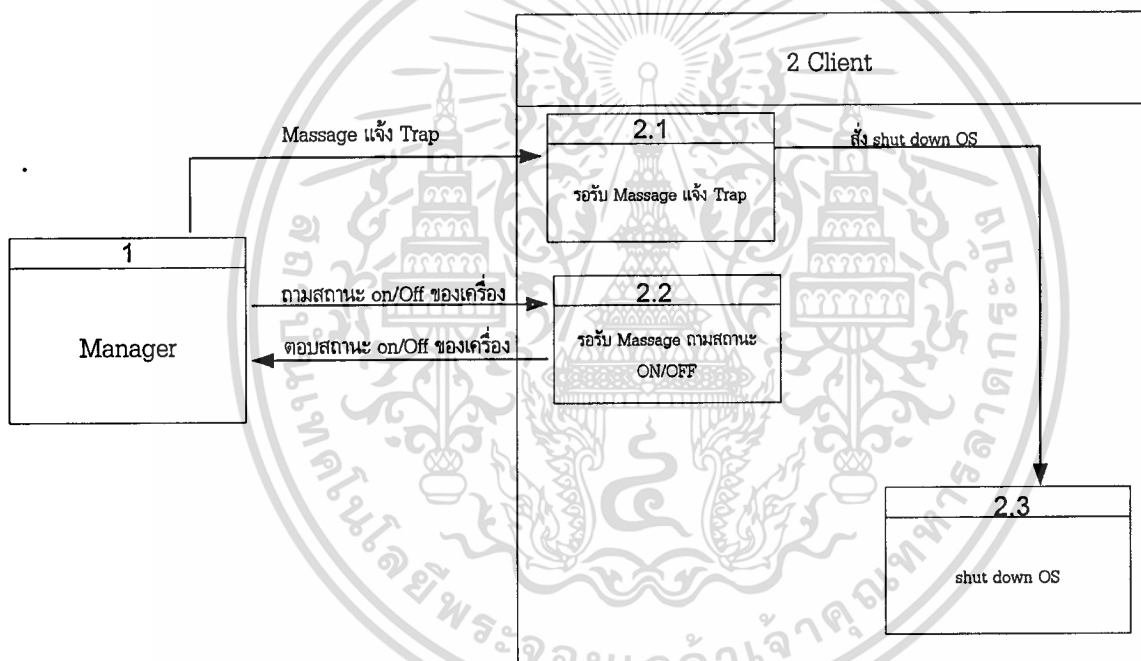 2 Client
Massage แจ้ง Trap
2.1
สั่ง shut down OS
รอรับ Massage แจ้ง Trap
1
Manager
ถามสถานะ on/Off ของเครื่อง
2.2
ตอบสถานะ on/Off ของเครื่อง
รอรับ Massage ถามสถานะ
ON/OFF
2.3
shut down OS